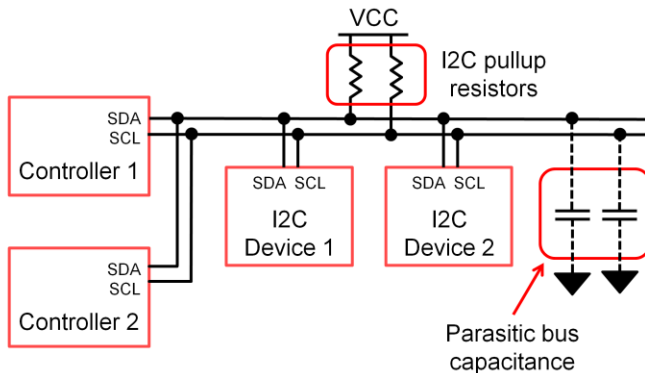 VCC
I2C pullup
resistors
SDA
SCL
Controller 1
SDA SCL
I2C
Device 1
SDA SCL
I2C
Device 2
SDA
SCL
Controller 2
Parasitic bus
capacitance